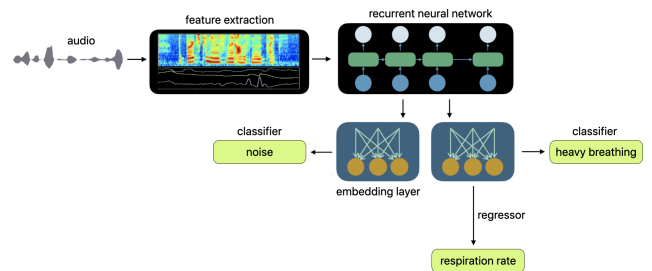 feature extraction
recurrent neural network
audio
classifier
noise
embedding layer
classifier
heavy breathing
regressor
respiration rate